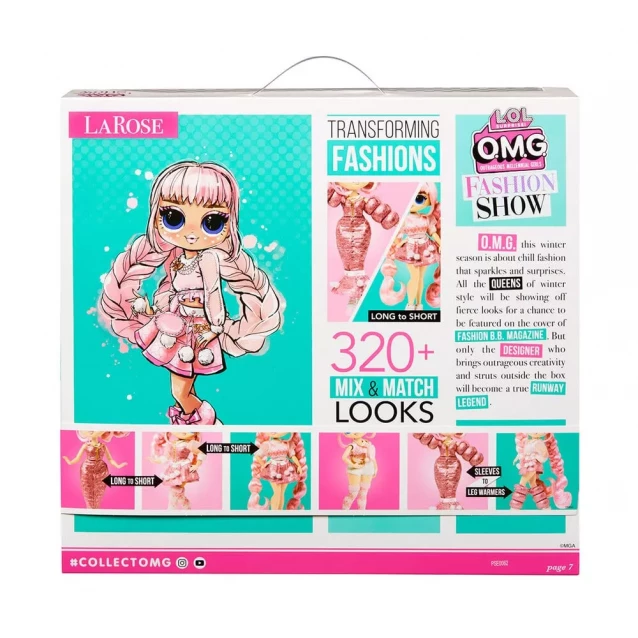 LAROSE
TRANSFORMING
FASHIONS
LONG to SHORT
320+
MIX & MATCH
LOOKS
LOL
SURPRISE!
O.M.G.
OUTRAGEOUS MILLENNIAL GIRLS
FASHION
SHOW
O.M.G. this winter
season is about chill fashion
that sparkles and surprises.
All the QUEENS of winter
style will be showing off
fierce looks for a chance to
be featured on the cover of
FASHION B.B. MAGAZINE. But
only the DESIGNER who
brings outrageous creativity
and struts outside the box
will become a true RUNWAY
LEGEND.
LONG to SHORT
LONG to SHORT
SLEEVES
TO
LEG WARMERS
©MGA
#COLLECTOMG
page 7